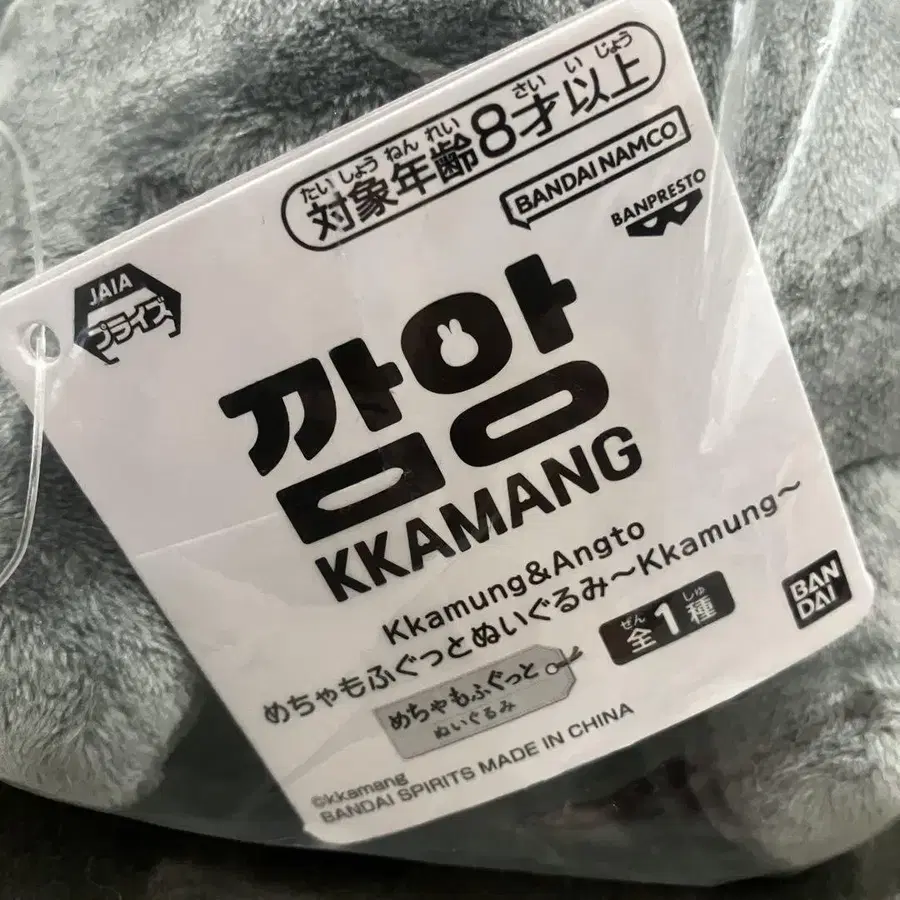 たいしょうねんれい さい いじょう
対象年齢8才以上
BANDAI NAMCO
BANPRESTO
JAIA
プライズ
깜앙
KKAMANG
Kkamung&Angto
めちゃもふぐっとぬいぐるみ～Kkamung～
ぜん しゅ
全1種
BAN
DAI
めちゃもふぐっと
ぬいぐるみ
©kkamang
BANDAI SPIRITS MADE IN CHINA